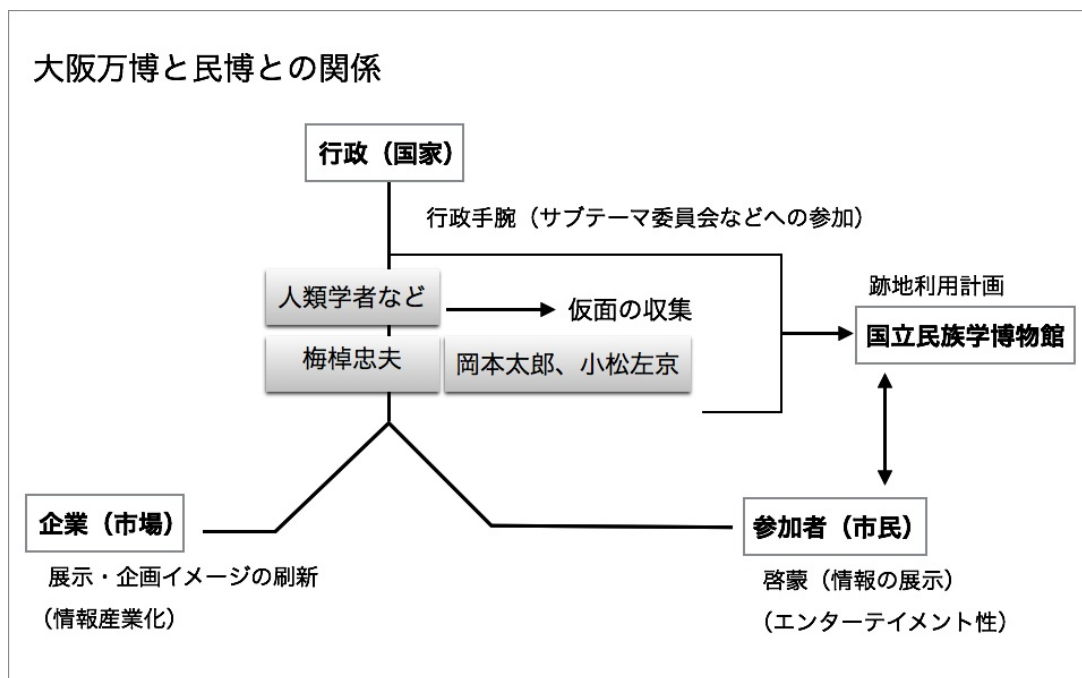 大阪万博と民博との関係
行政（国家）
行政手腕（サブテーマ委員会などへの参加）
人類学者など
仮面の収集
跡地利用計画
国立民族学博物館
梅棹忠夫
岡本太郎、小松左京
企業（市場）
展示・企画イメージの刷新
（情報産業化）
参加者（市民）
啓蒙（情報の展示）
（エンターテイメント性）